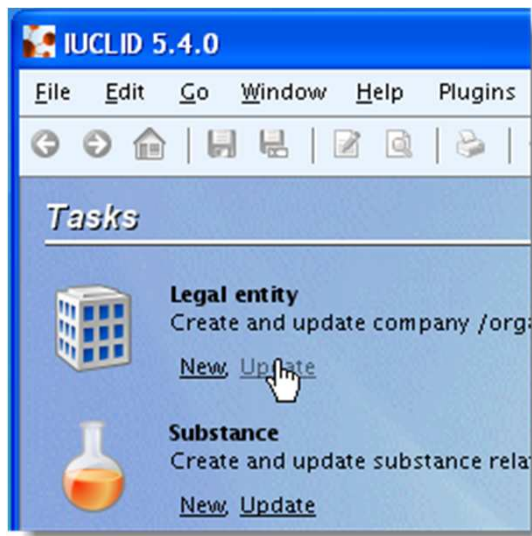 IUCLID 5.4.0
File Edit Go Window Help Plugins
Tasks
Legal entity
Create and update company /orga
New, Update
Substance
Create and update substance rela
New, Update